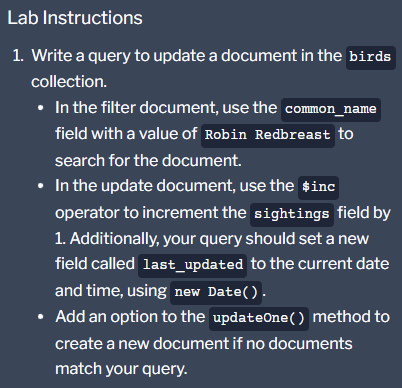 Lab Instructions
1. Write a query to update a document in the birds
collection.
• In the filter document, use the common_name
field with a value of Robin Redbreast to
search for the document.
• In the update document, use the $inc
operator to increment the sightings field by
1. Additionally, your query should set a new
field called last_updated to the current date
and time, using new Date().
• Add an option to the updateOne() method to
create a new document if no documents
match your query.